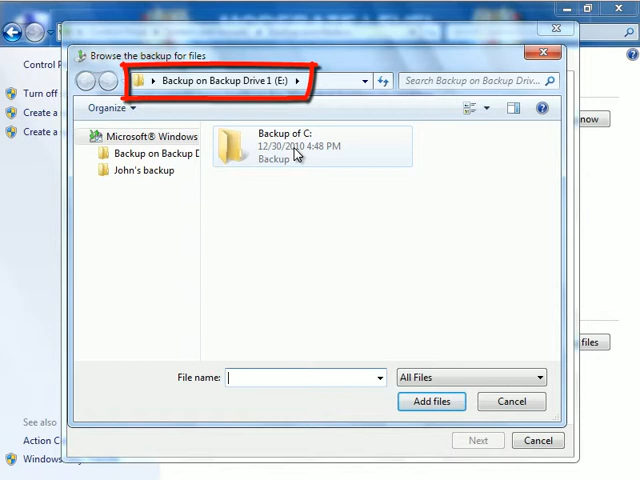 Control P
Browse the backup for files
Backup on Backup Drive 1 (E:)
Search Backup on Backup Driv...
Turn off
Organize
Create a
now
Create a
Microsoft® Windows
Backup on Backup D
John's backup
Backup of C:
12/30/2010 4:48 PM
Backup
files
File name:
All Files
Add files
Cancel
See also
Action C
Next
Cancel
Windows